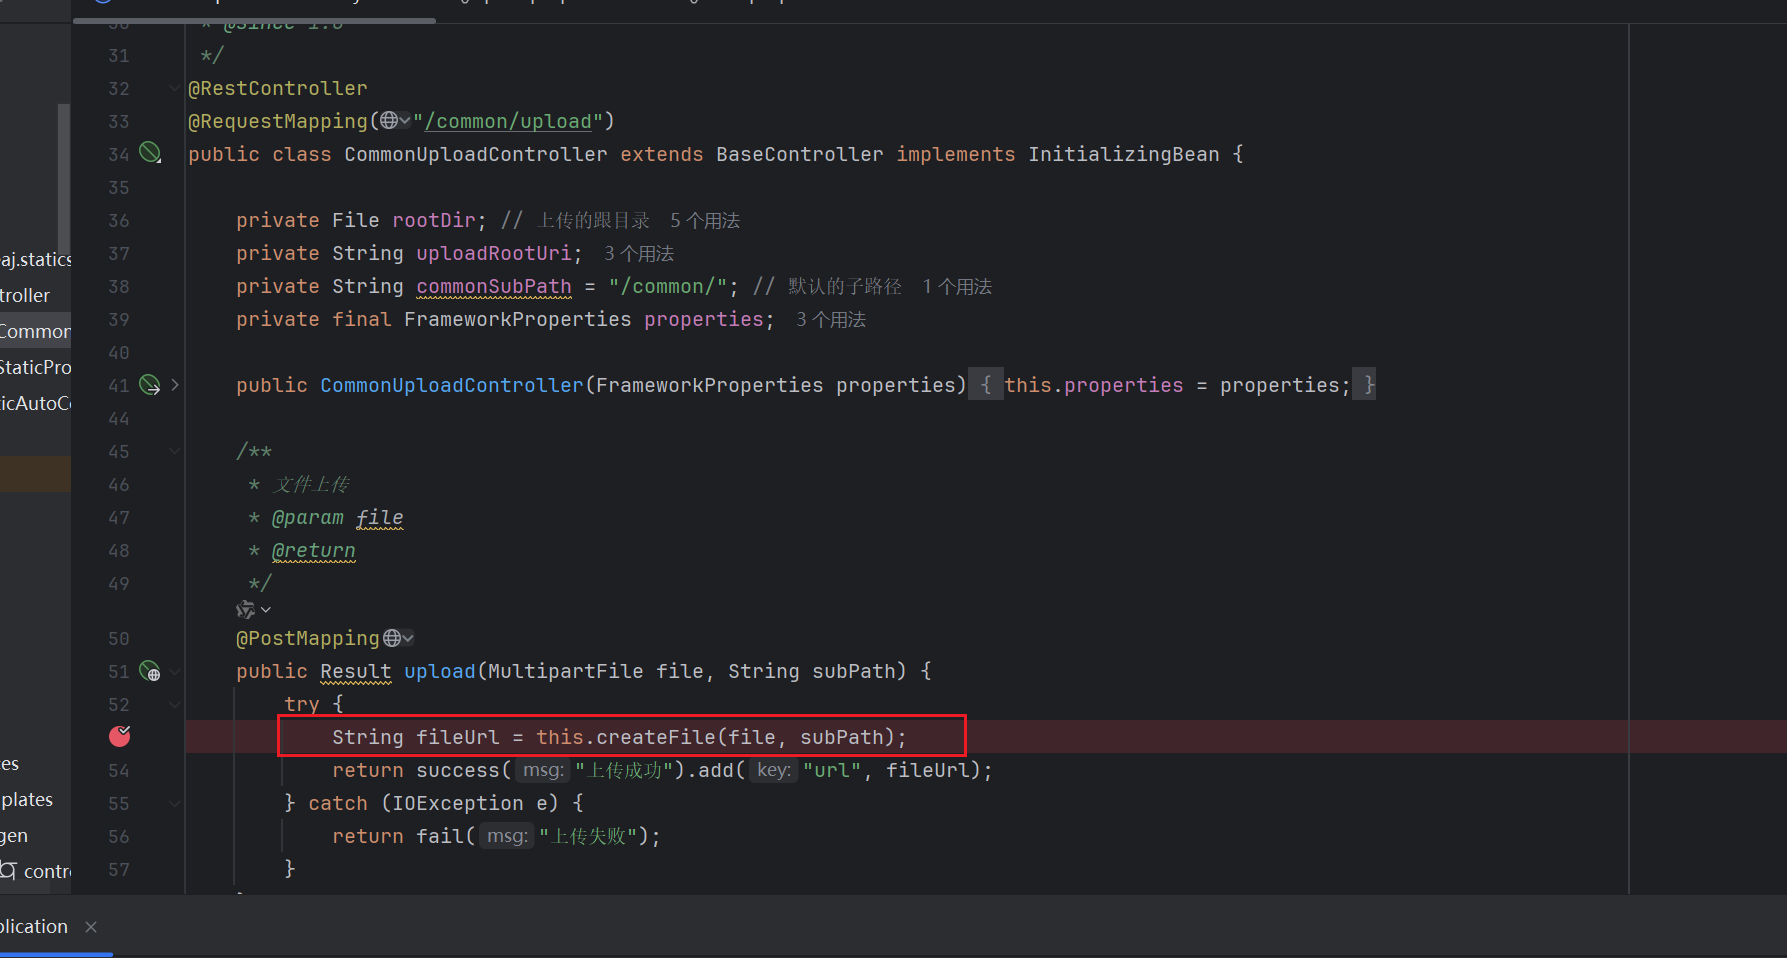 30 * @since 1.0
31 */
32 @RestController
33 @RequestMapping("/common/upload")
34 public class CommonUploadController extends BaseController implements InitializingBean {
35
36 private File rootDir; // 上传的跟目录 5 个用法
37 private String uploadRootUri; 3 个用法
38 private String commonSubPath = "/common/"; // 默认的子路径 1 个用法
39 private final FrameworkProperties properties; 3 个用法
40
41 public CommonUploadController(FrameworkProperties properties) { this.properties = properties; }
44
45 /**
46 * 文件上传
47 * @param file
48 * @return
49 */
50 @PostMapping
51 public Result upload(MultipartFile file, String subPath) {
52 try {
String fileUrl = this.createFile(file, subPath);
54 return success( msg: "上传成功").add( key: "url", fileUrl);
55 } catch (IOException e) {
56 return fail( msg: "上传失败");
57 }
aj.statics
troller
Common
StaticPro
icAutoCo
es
plates
gen
contr
plication